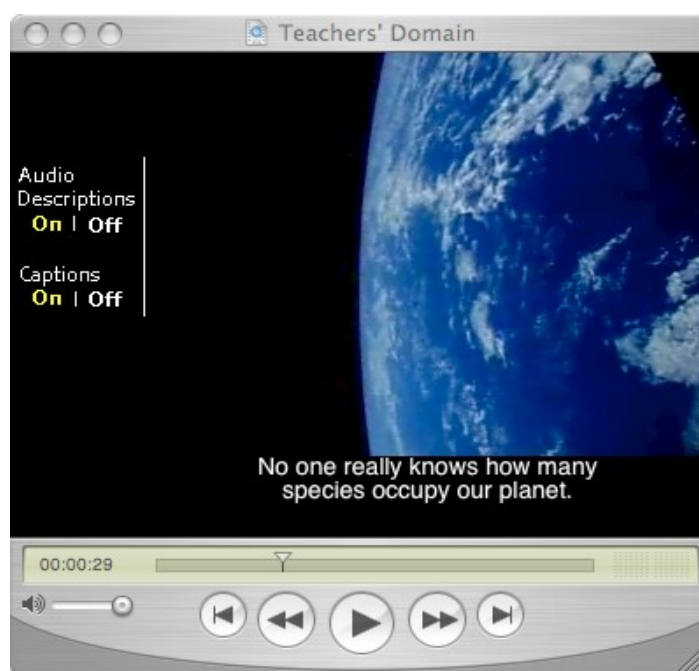 Teachers' Domain
Audio
Descriptions
On | Off
Captions
On | Off
No one really knows how many
species occupy our planet.
00:00:29